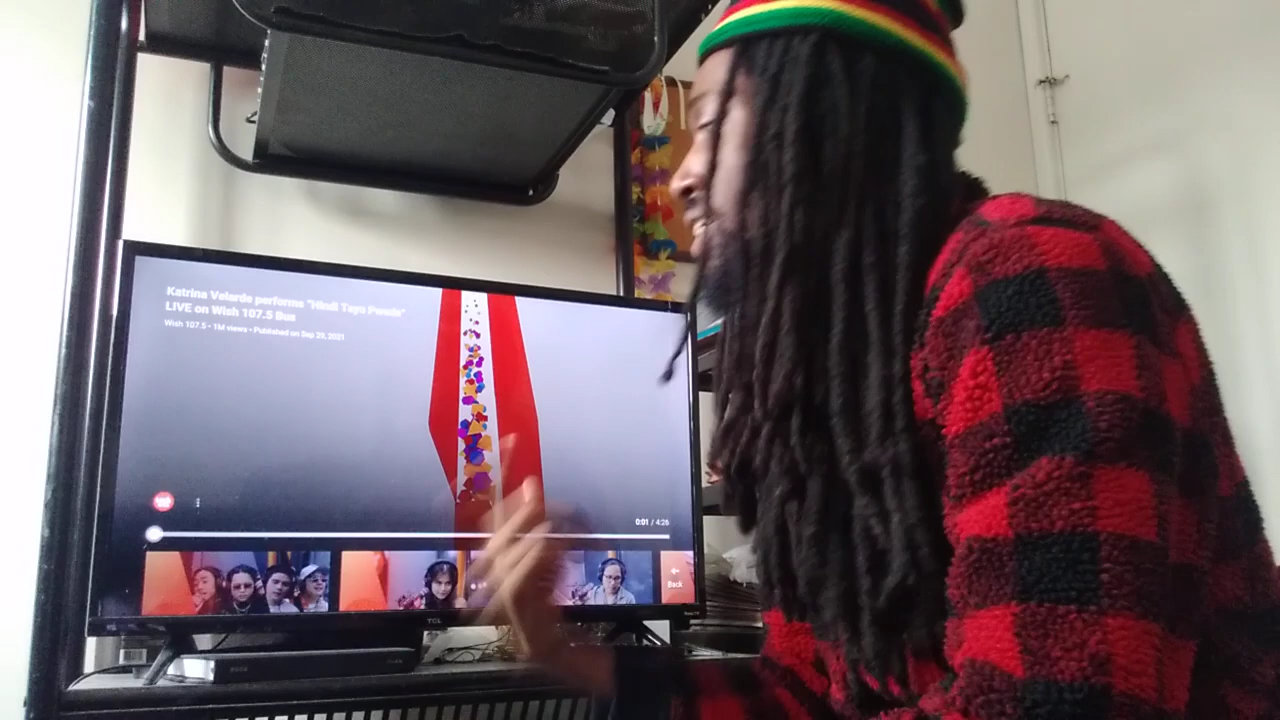 Katrina Velarde performs "Hindi Tayo Pwede"
LIVE on Wish 107.5 Bus
Wish 107.5 • 1M views • Published on Sep 29, 2021
0:01 / 4:26
Back
TCL